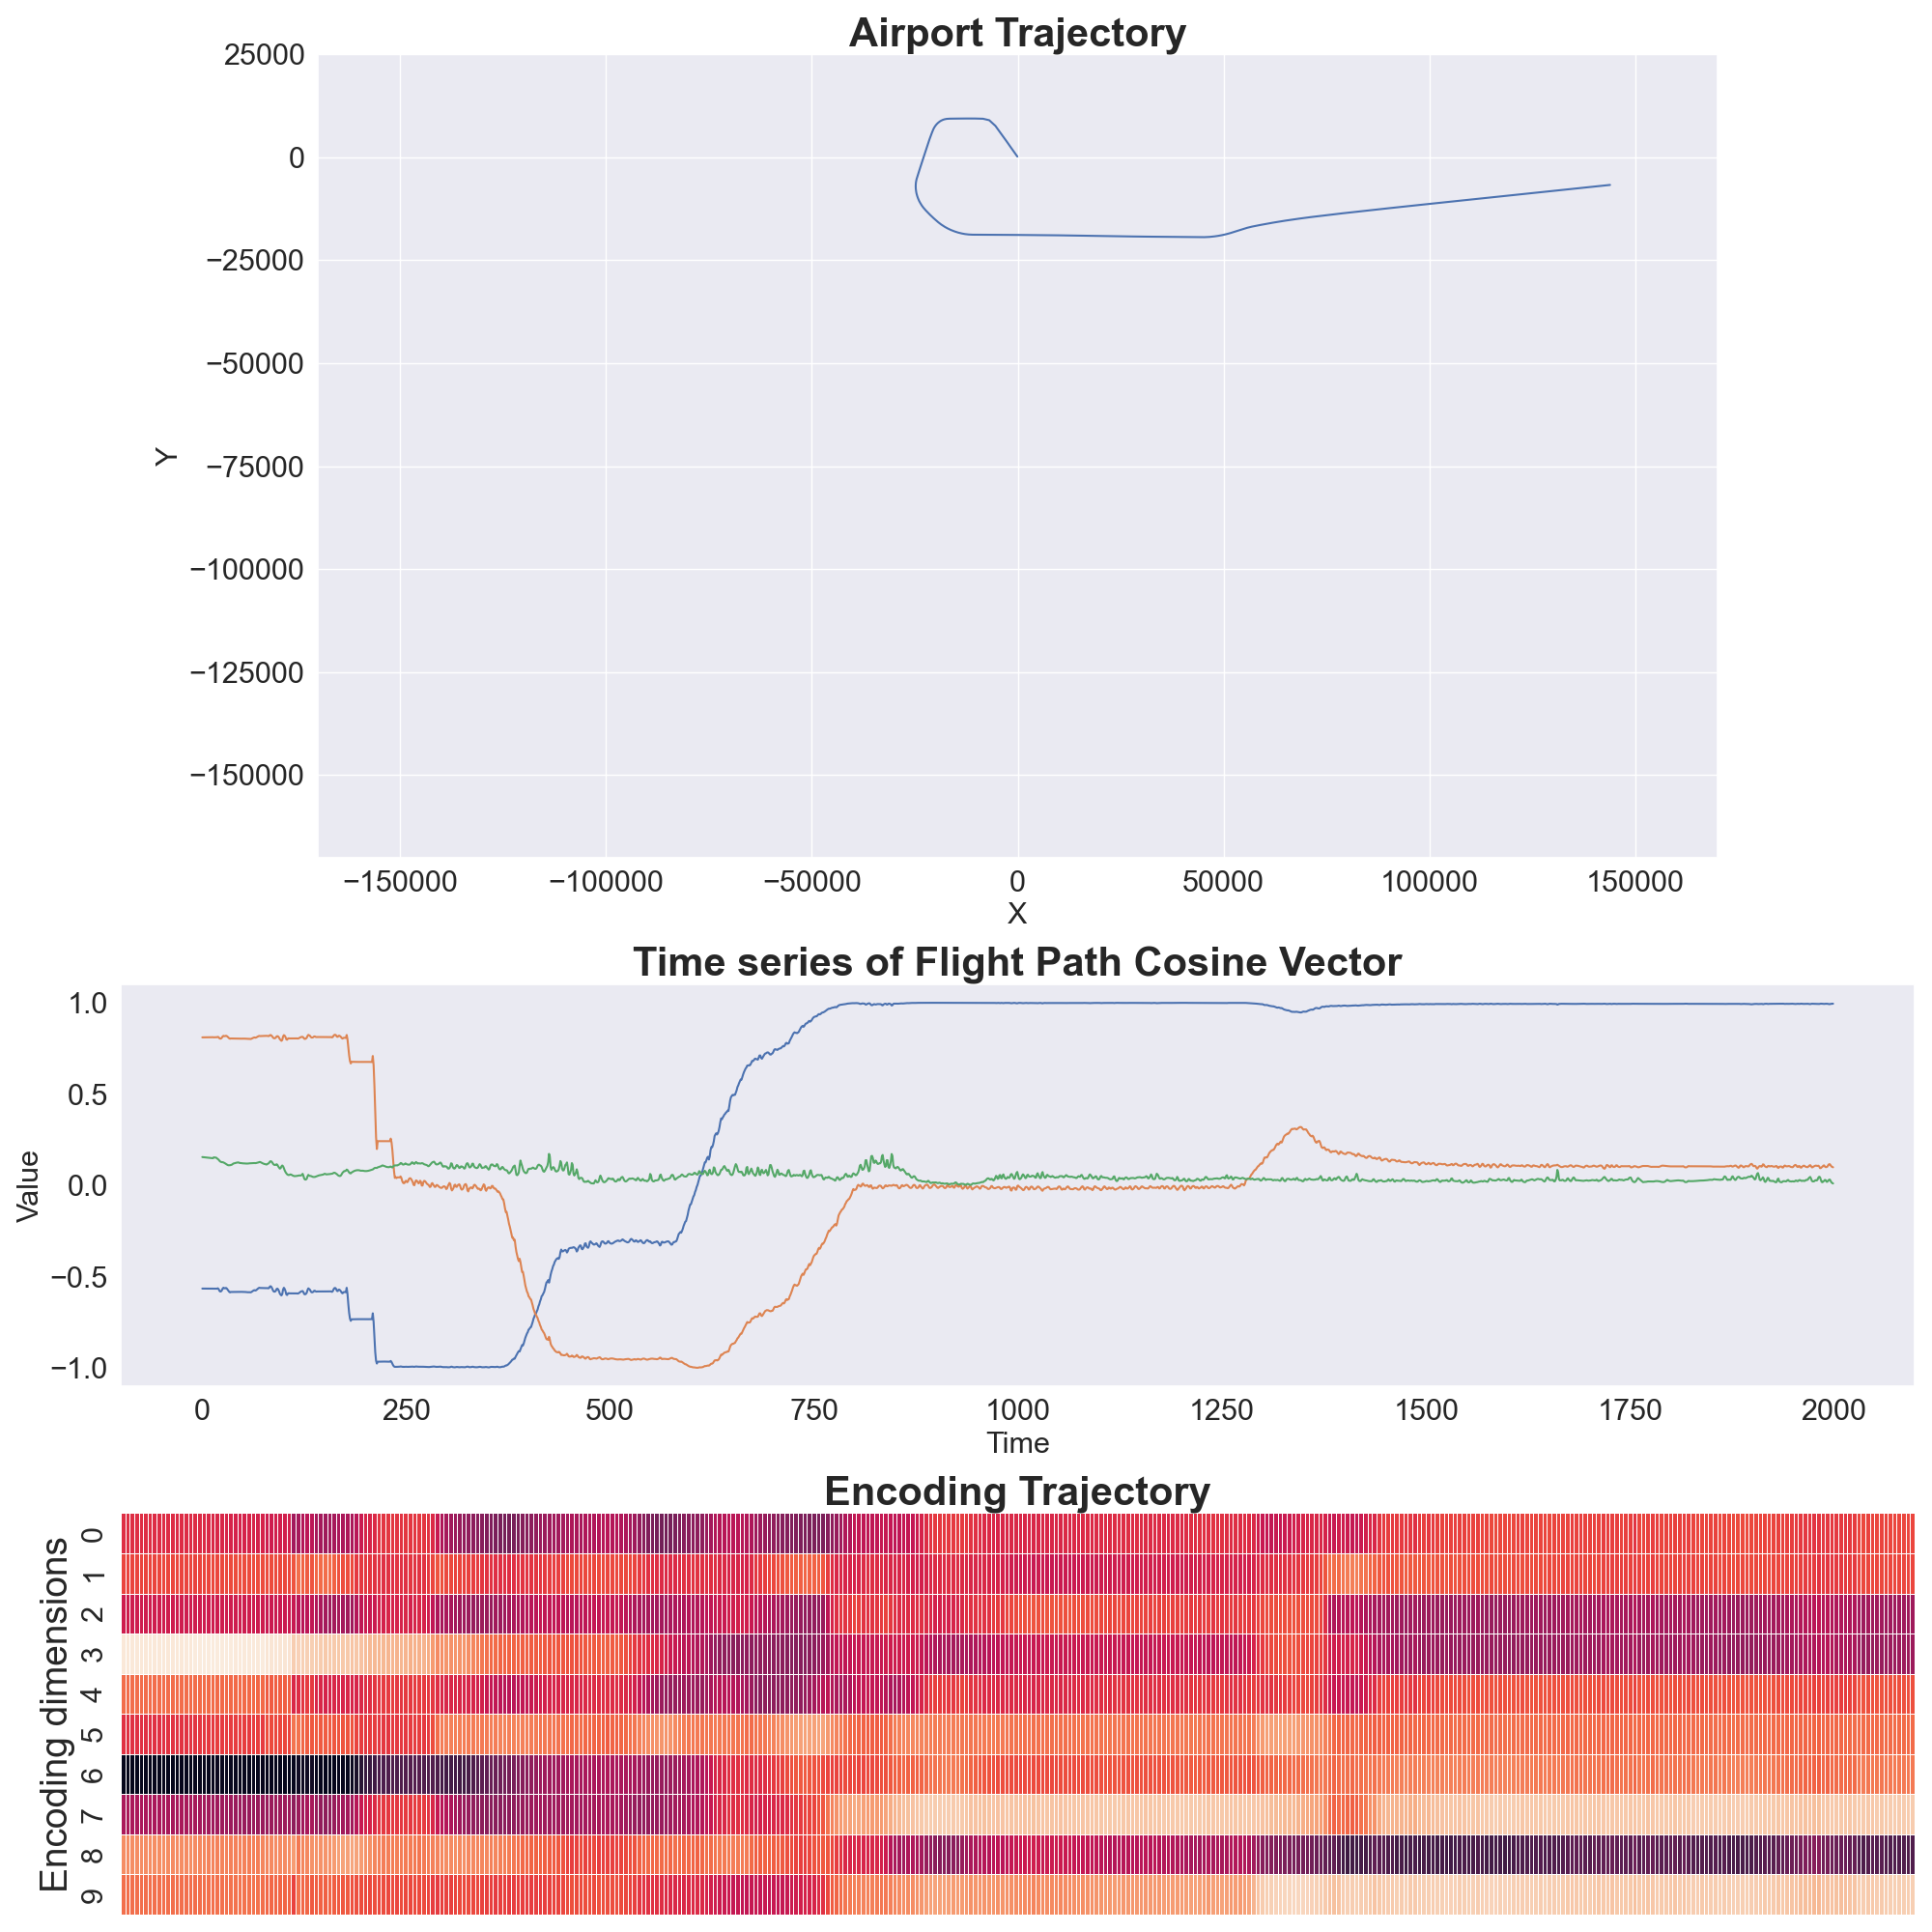 Airport Trajectory
25000
0
−25000
−50000
−75000
−100000
−125000
−150000
Y
−150000 −100000 −50000 0 50000 100000 150000
X
Time series of Flight Path Cosine Vector
1.0
0.5
0.0
−0.5
−1.0
Value
0 250 500 750 1000 1250 1500 1750 2000
Time
Encoding Trajectory
0
1
2
3
4
5
6
7
8
9
Encoding dimensions